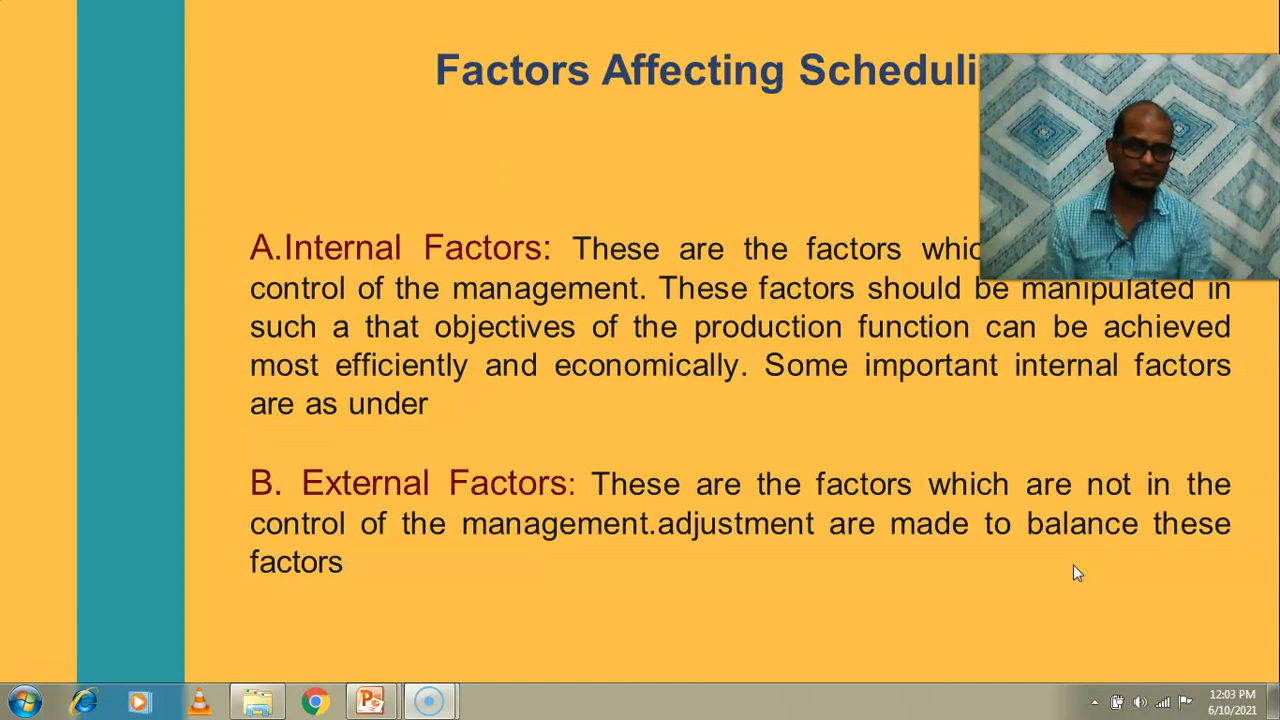 Factors Affecting
A.Internal Factors: These are the factors
control of the management. These factors should be manipulated in
such a that objectives of the production function can be achieved
most efficiently and economically. Some important internal factors
are as under
B. External Factors: These are the factors which are not in the
control of the management.adjustment are made to balance these
factors
12:03 PM
6/10/2021